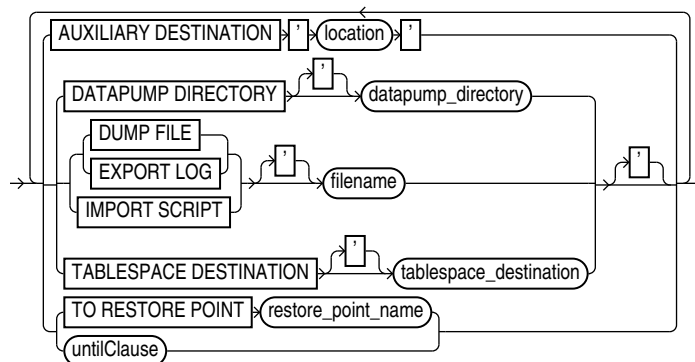 AUXILIARY DESTINATION ' location '
DATAPUMP DIRECTORY ' datapump_directory
DUMP FILE
EXPORT LOG
IMPORT SCRIPT
' filename '
TABLESPACE DESTINATION ' tablespace_destination
TO RESTORE POINT restore_point_name
untilClause